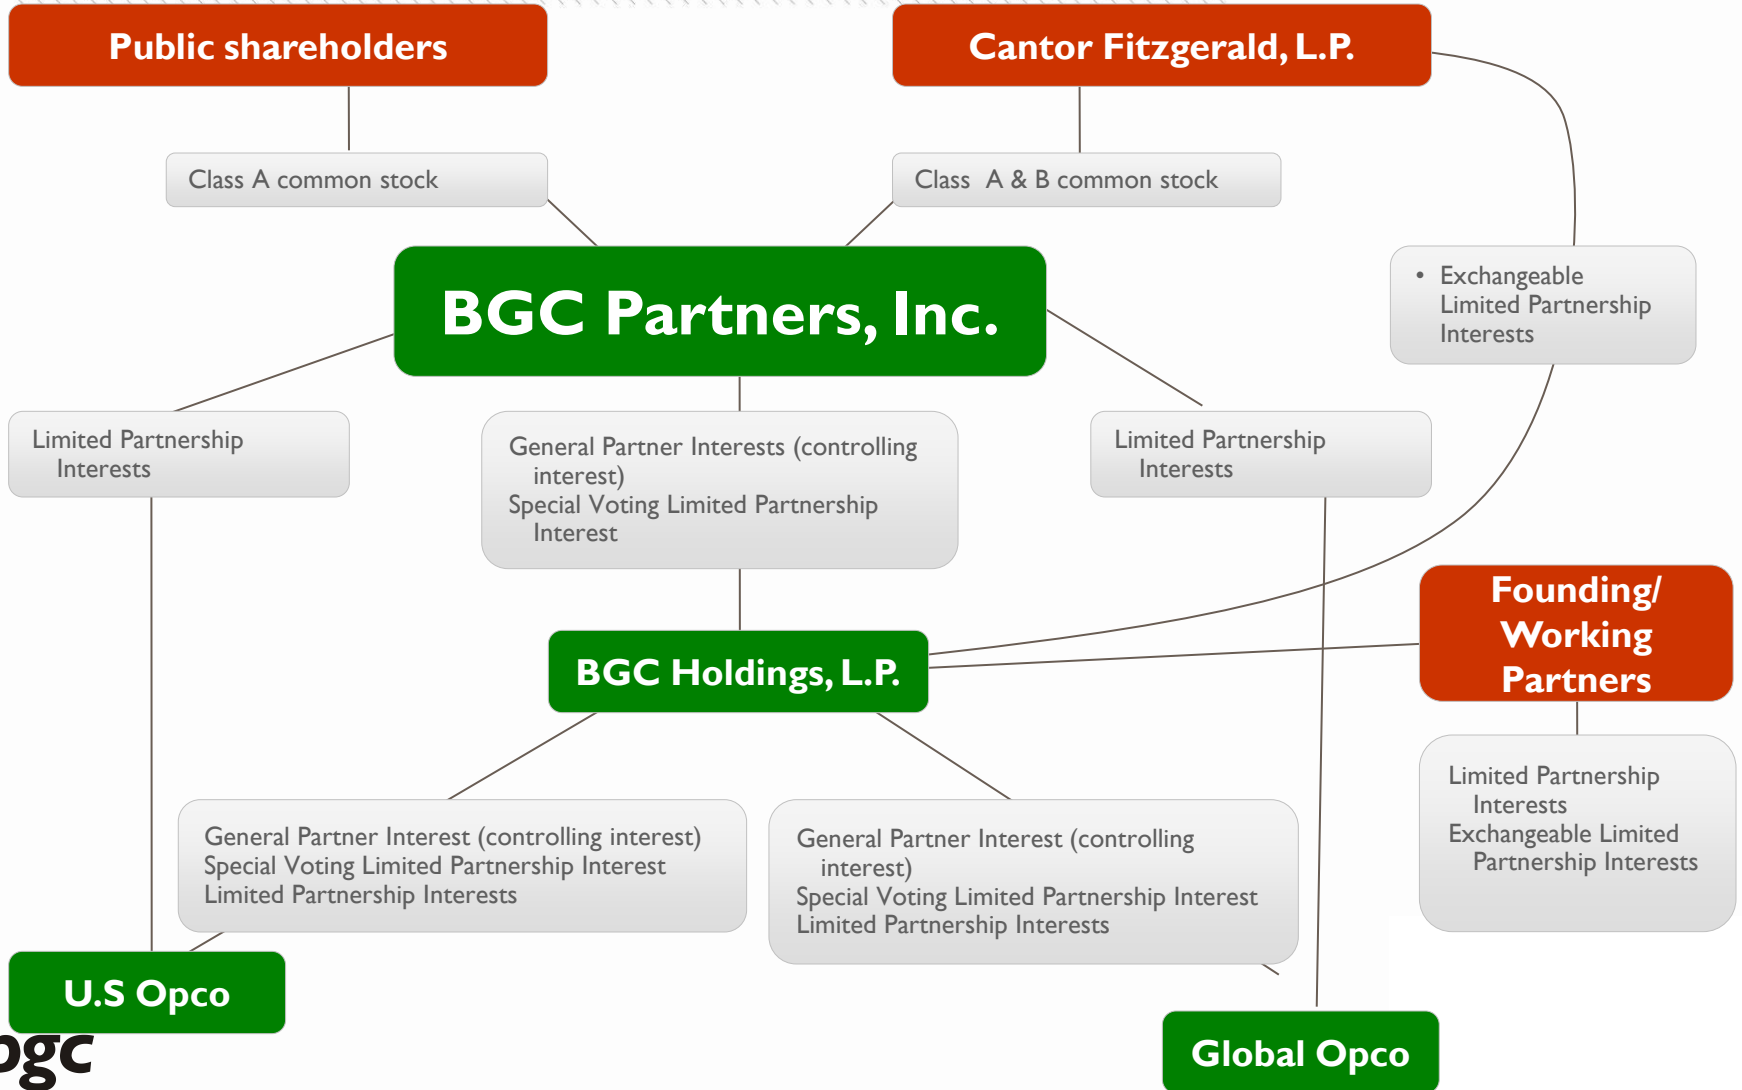 Public shareholders
Cantor Fitzgerald, L.P.
Class A common stock
Class A & B common stock
BGC Partners, Inc.
• Exchangeable
Limited Partnership
Interests
Limited Partnership
Interests
General Partner Interests (controlling
interest)
Special Voting Limited Partnership
Interest
Limited Partnership
Interests
Founding/
Working
Partners
BGC Holdings, L.P.
Limited Partnership
Interests
Exchangeable Limited
Partnership Interests
General Partner Interest (controlling interest)
Special Voting Limited Partnership Interest
Limited Partnership Interests
General Partner Interest (controlling
interest)
Special Voting Limited Partnership Interest
Limited Partnership Interests
U.S Opco
bgc
Global Opco